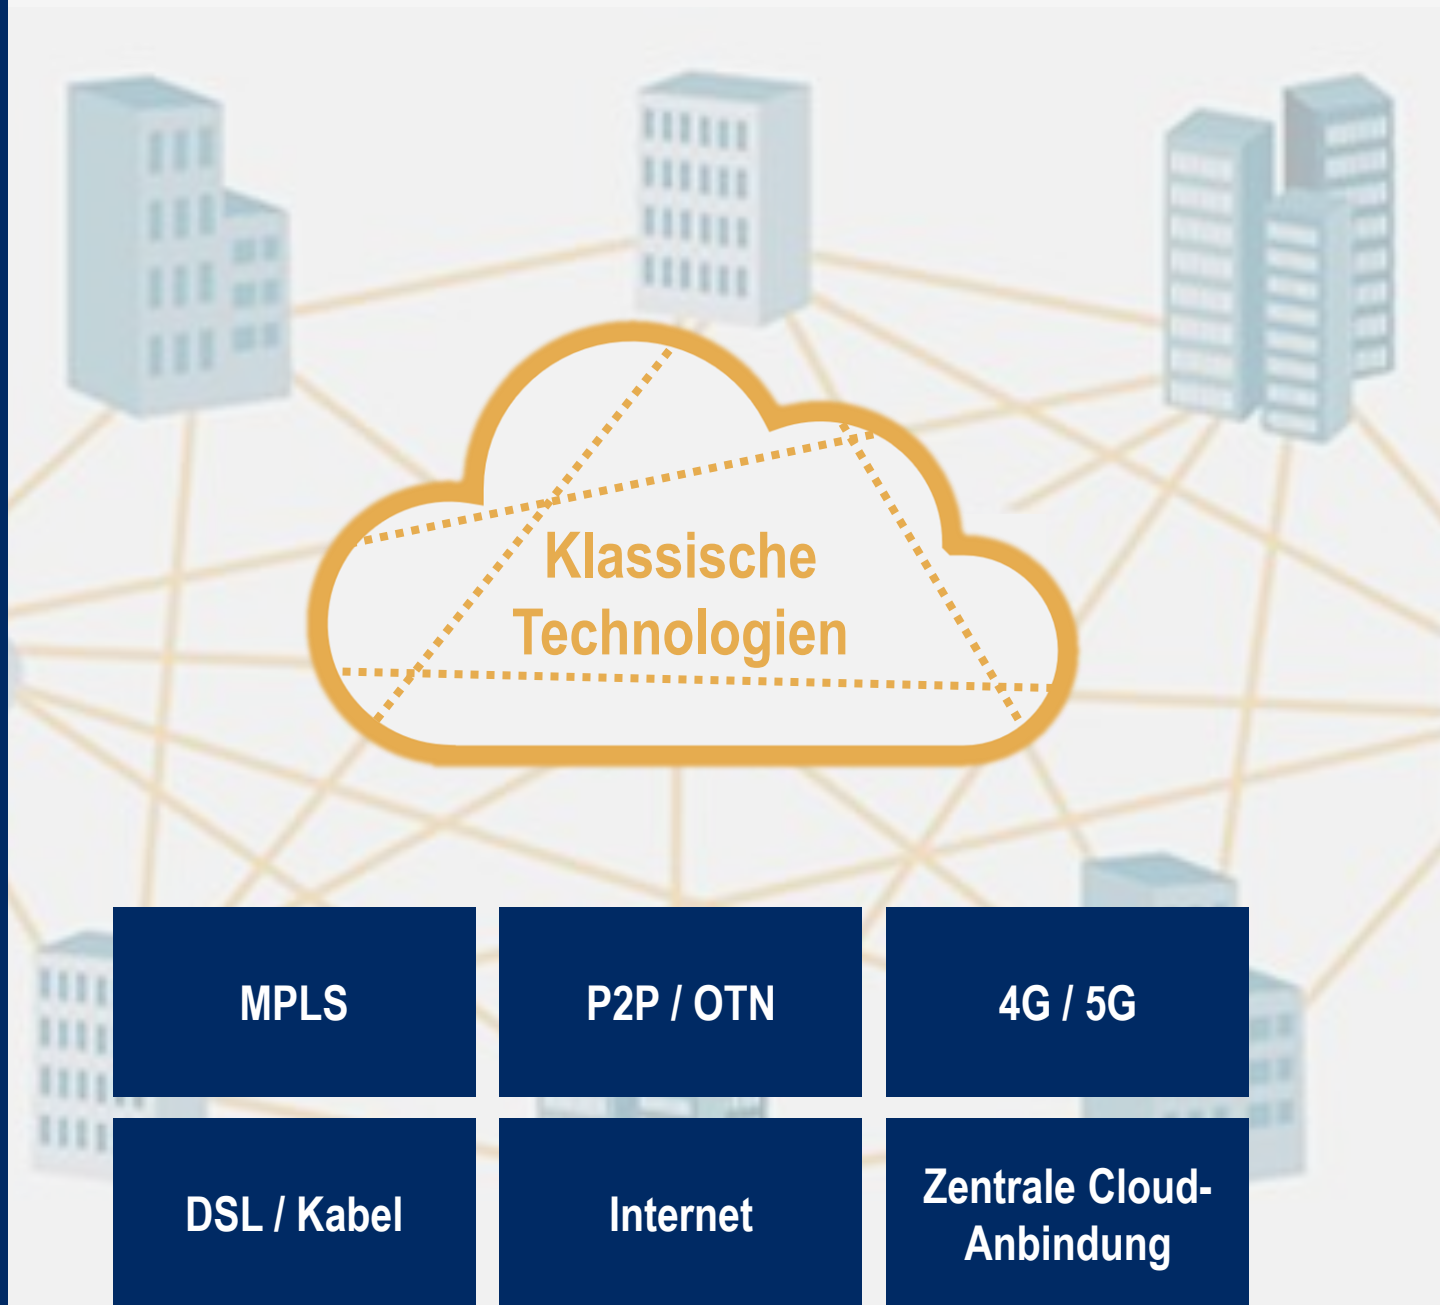 Klassische
Technologien
MPLS
P2P / OTN
4G / 5G
DSL / Kabel
Internet
Zentrale Cloud-
Anbindung